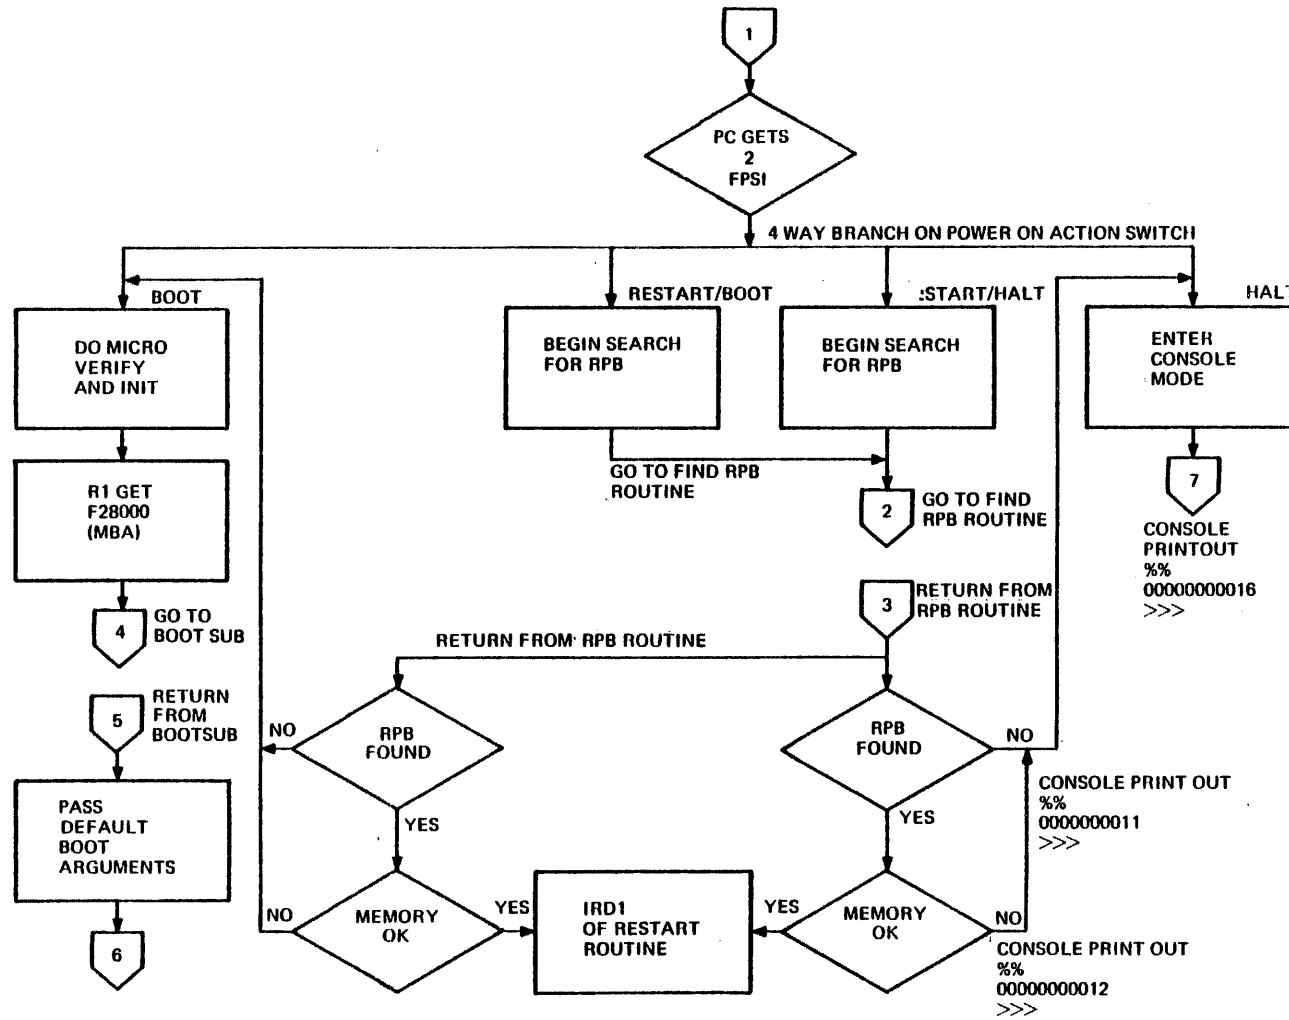 1
PC GETS
2
FPSI
4 WAY BRANCH ON POWER ON ACTION SWITCH
BOOT
RESTART/BOOT
:START/HALT
HALT
DO MICRO
VERIFY
AND INIT
BEGIN SEARCH
FOR RPB
BEGIN SEARCH
FOR RPB
ENTER
CONSOLE
MODE
R1 GET
F28000
(MBA)
GO TO FIND RPB
ROUTINE
2
GO TO FIND
RPB ROUTINE
7
CONSOLE
PRINTOUT
%%
00000000016
>>>
4
GO TO
BOOT SUB
3
RETURN FROM
RPB ROUTINE
RETURN FROM RPB ROUTINE
5
RETURN
FROM
BOOTSUB
NO
RPB
FOUND
RPB
FOUND
NO
YES
YES
CONSOLE PRINT OUT
%%
0000000011
>>>
PASS
DEFAULT
BOOT
ARGUMENTS
NO
MEMORY
OK
YES
IRD1
OF RESTART
ROUTINE
YES
MEMORY
OK
NO
6
CONSOLE PRINT OUT
%%
00000000012
>>>